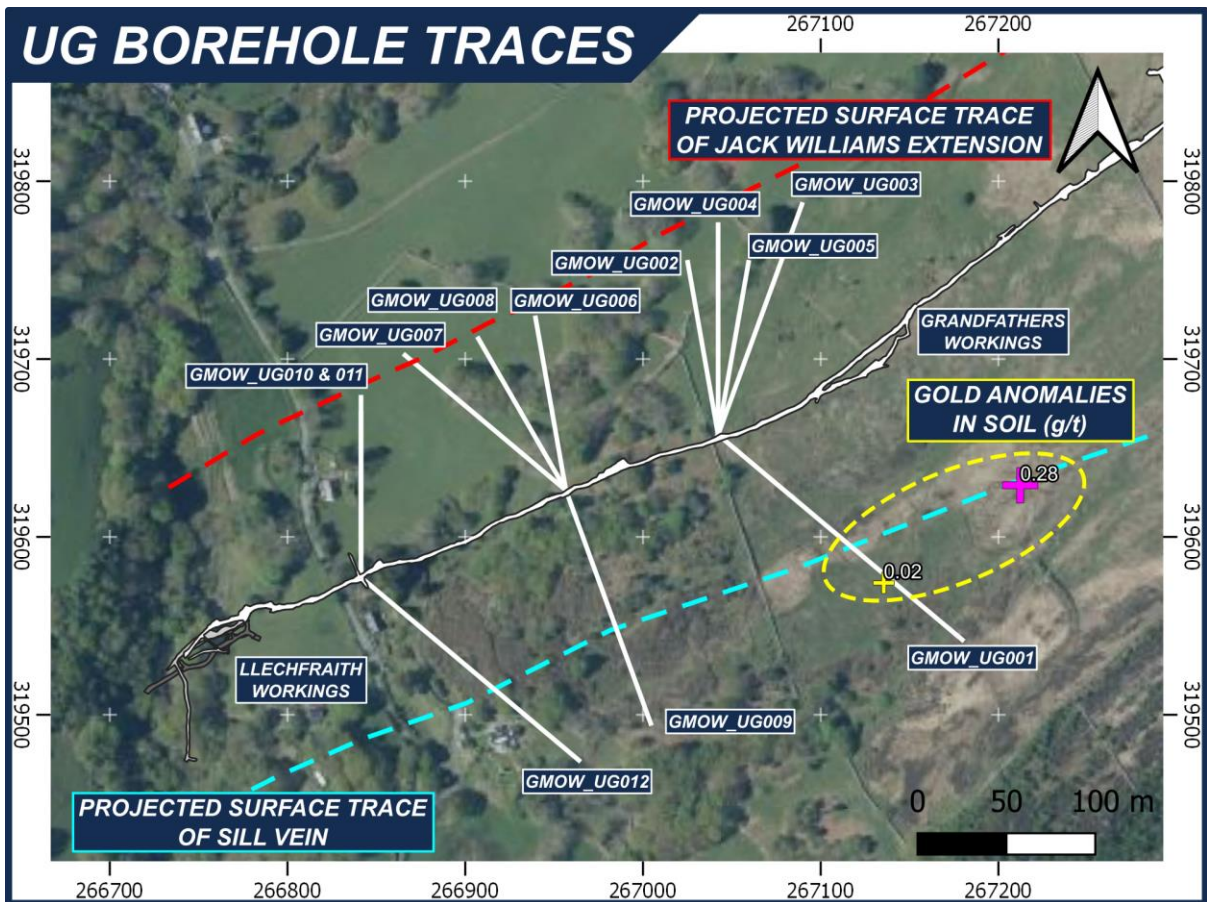 UG BOREHOLE TRACES
267100
267200
PROJECTED SURFACE TRACE
OF JACK WILLIAMS EXTENSION
319800
319800
GMOW_UG003
GMOW_UG004
GMOW_UG005
GMOW_UG002
GMOW_UG008
GMOW_UG006
GMOW_UG007
GRANDFATHERS
WORKINGS
319700
319700
GMOW_UG010 & 011
GOLD ANOMALIES
IN SOIL (g/t)
0.28
319600
319600
0.02
LLECHFRAITH
WORKINGS
GMOW_UG001
319500
319500
GMOW_UG009
GMOW_UG012
PROJECTED SURFACE TRACE
OF SILL VEIN
0 50 100 m
266700
266800
266900
267000
267100
267200